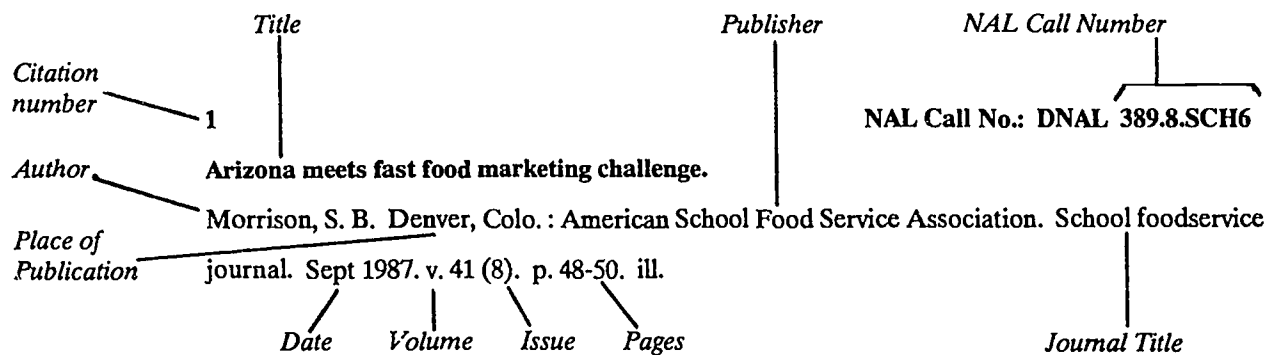 Title Publisher NAL Call Number
Citation
number
1 NAL Call No.: DNAL 389.8.SCH6
Author Arizona meets fast food marketing challenge.
Morrison, S. B. Denver, Colo. : American School Food Service Association. School foodservice
Place of
Publication journal. Sept 1987. v. 41 (8). p. 48-50. ill.
Date Volume Issue Pages Journal Title